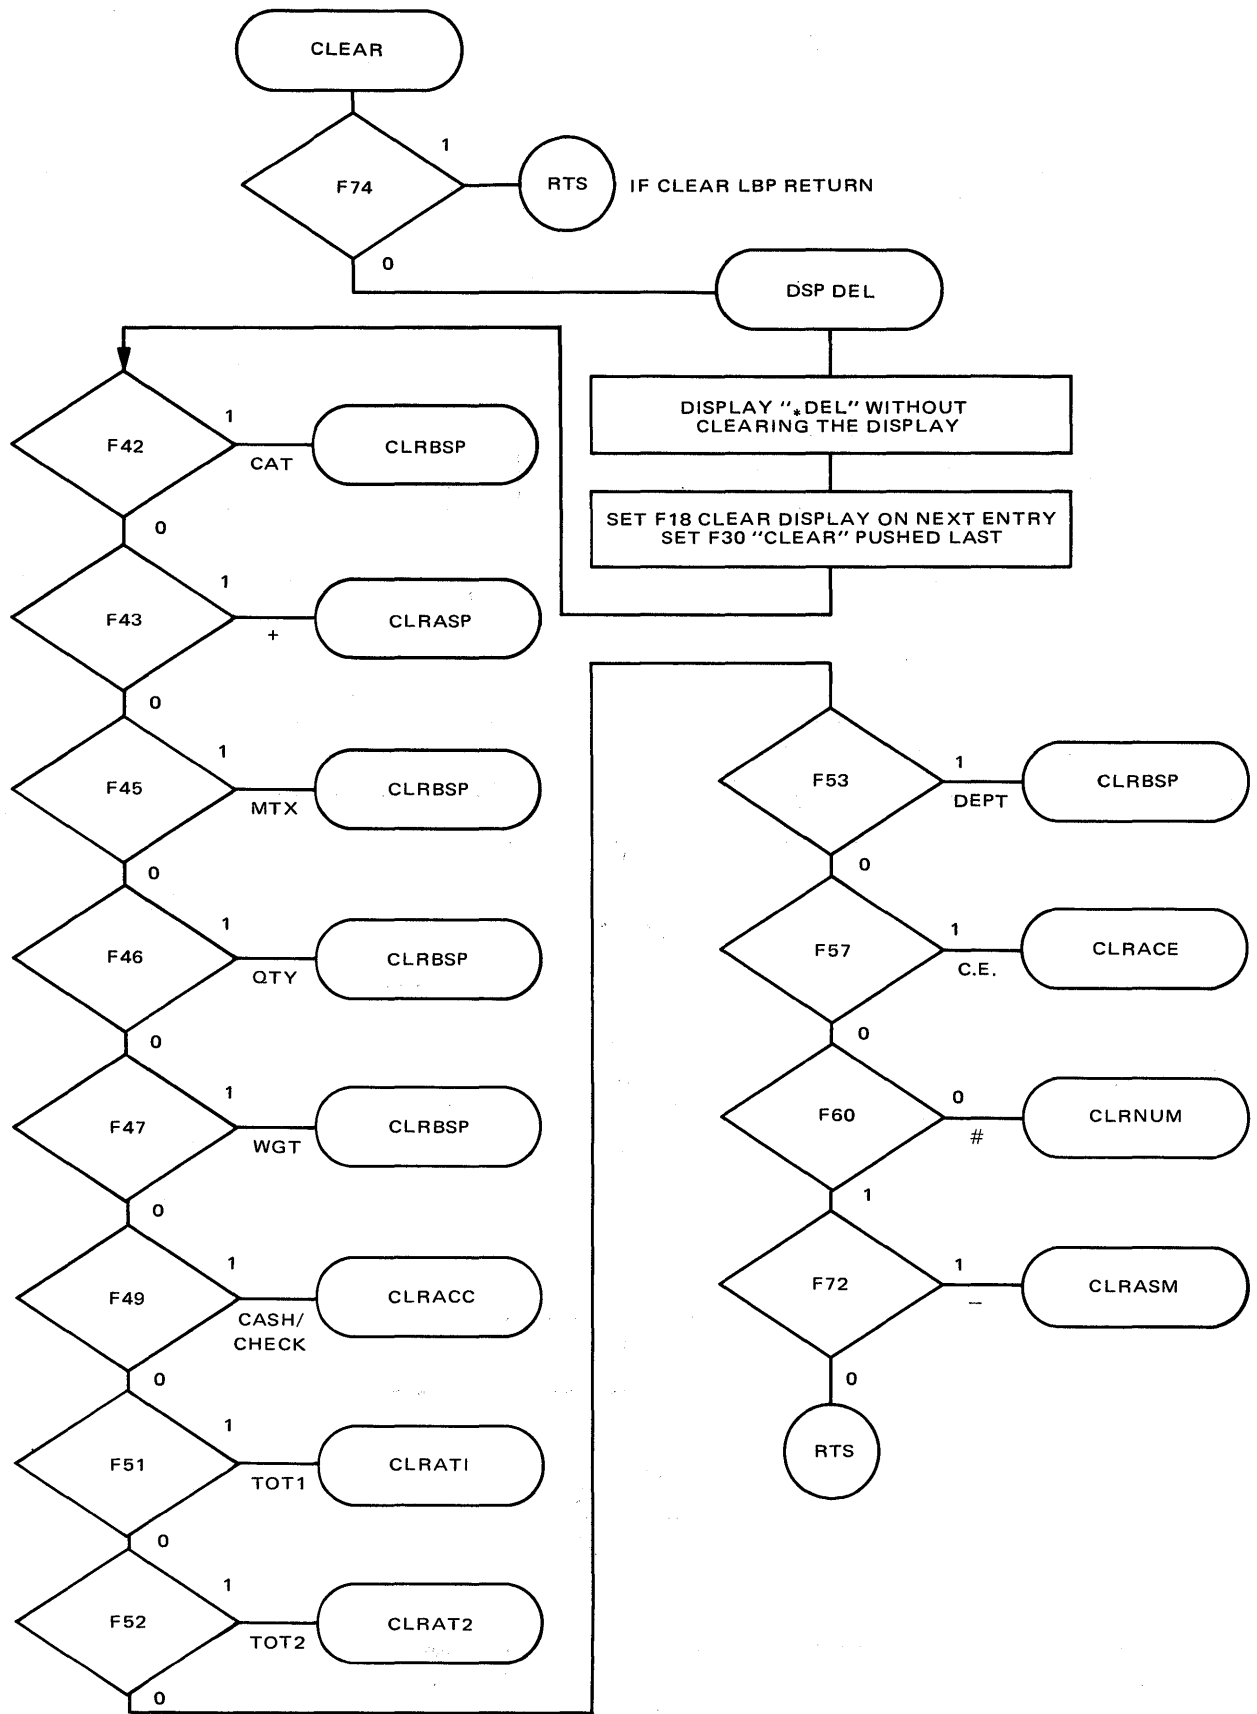 CLEAR
1
F74
RTS
IF CLEAR LBP RETURN
0
DSP DEL
DISPLAY "*DEL" WITHOUT
CLEARING THE DISPLAY
SET F18 CLEAR DISPLAY ON NEXT ENTRY
SET F30 "CLEAR" PUSHED LAST
F42
1
CAT
CLRBSP
0
F43
1
+
CLRASP
0
F45
1
MTX
CLRBSP
0
F46
1
QTY
CLRBSP
0
F47
1
WGT
CLRBSP
0
F49
1
CASH/
CHECK
CLRACC
0
F51
1
TOT1
CLRATI
0
F52
1
TOT2
CLRAT2
0
F53
1
DEPT
CLRBSP
0
F57
1
C.E.
CLRACE
0
F60
0
#
CLRNUM
1
F72
1
–
CLRASM
0
RTS